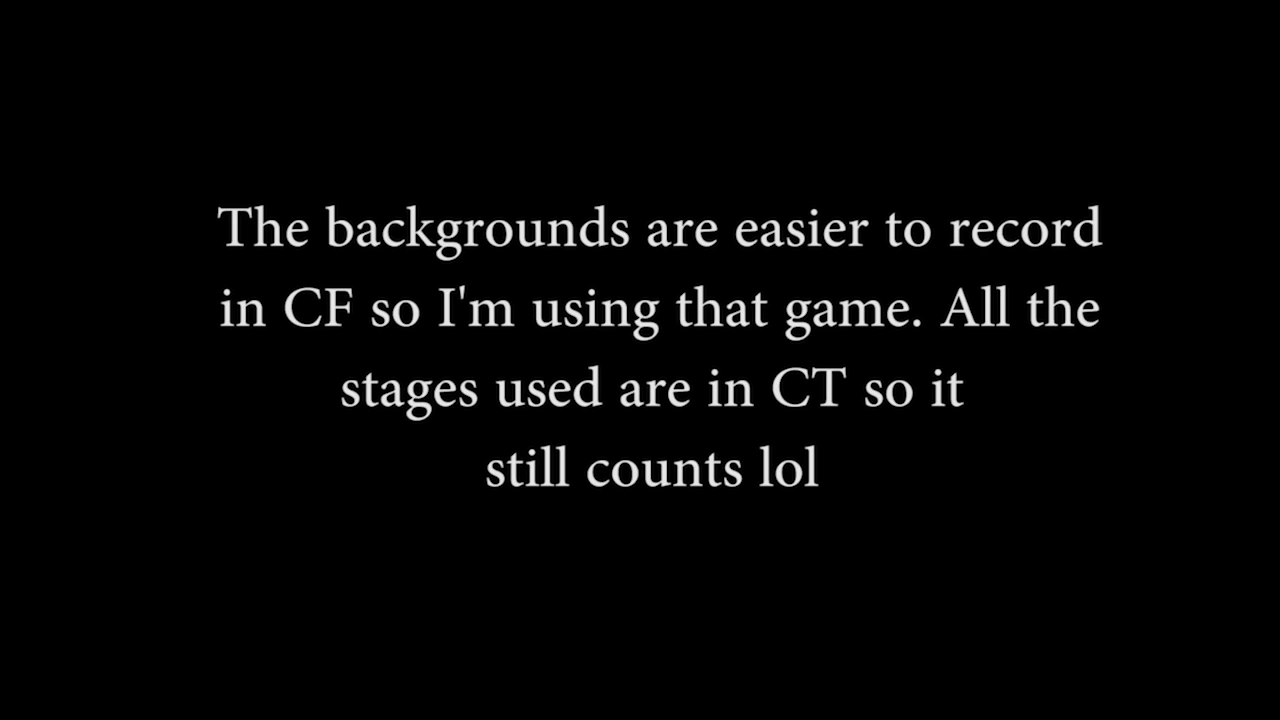 The backgrounds are easier to record
in CF so I'm using that game. All the
stages used are in CT so it
still counts lol